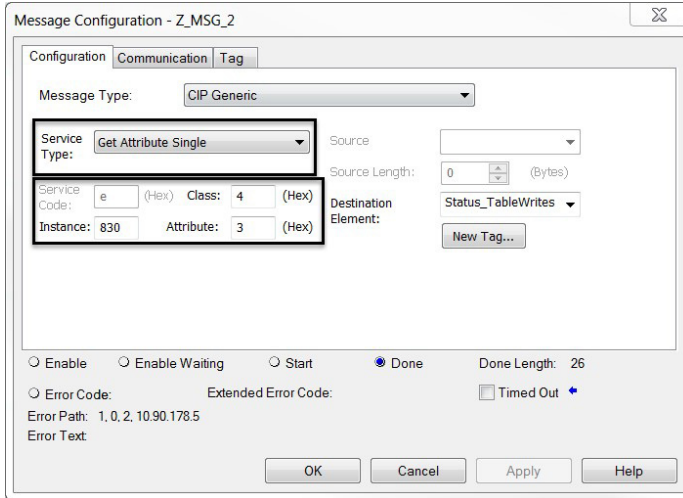 Message Configuration - Z_MSG_2
Configuration Communication Tag
Message Type: CIP Generic
Service Type: Get Attribute Single
Source
Source Length: 0 (Bytes)
Service Code: e (Hex) Class: 4 (Hex)
Destination Element: Status_TableWrites
Instance: 830 Attribute: 3 (Hex)
New Tag...
Enable Enable Waiting Start Done Done Length: 26
Error Code: Extended Error Code: Timed Out
Error Path: 1, 0, 2, 10.90.178.5
Error Text:
OK Cancel Apply Help